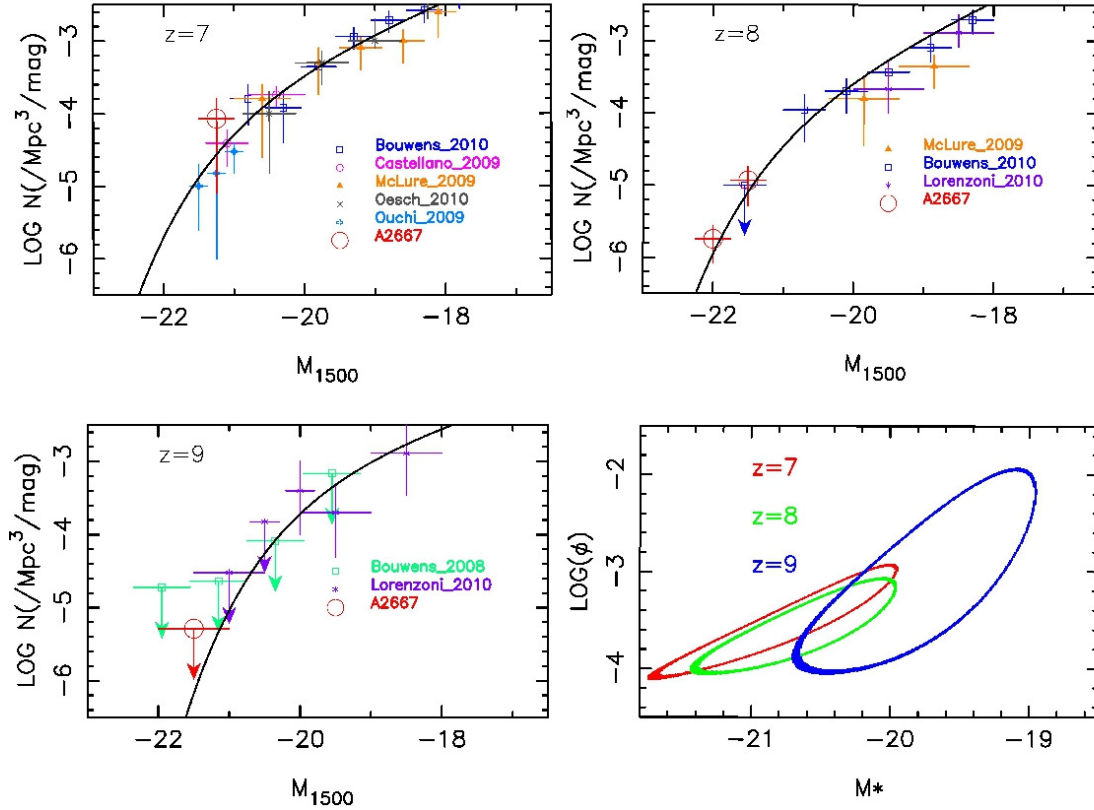 z=7
LOG N(/Mpc³/mag)
-3
-4
-5
-6
Bouwens_2010
Castellano_2009
McLure_2009
Oesch_2010
Ouchi_2009
A2667
-22
-20
-18
M₁₅₀₀
z=8
LOG N(/Mpc³/mag)
-3
-4
-5
-6
McLure_2009
Bouwens_2010
Lorenzoni_2010
A2667
-22
-20
-18
M₁₅₀₀
z=9
LOG N(/Mpc³/mag)
-3
-4
-5
-6
Bouwens_2008
Lorenzoni_2010
A2667
-22
-20
-18
M₁₅₀₀
z=7
z=8
z=9
LOG(ϕ)
-2
-3
-4
-21
-20
-19
M*